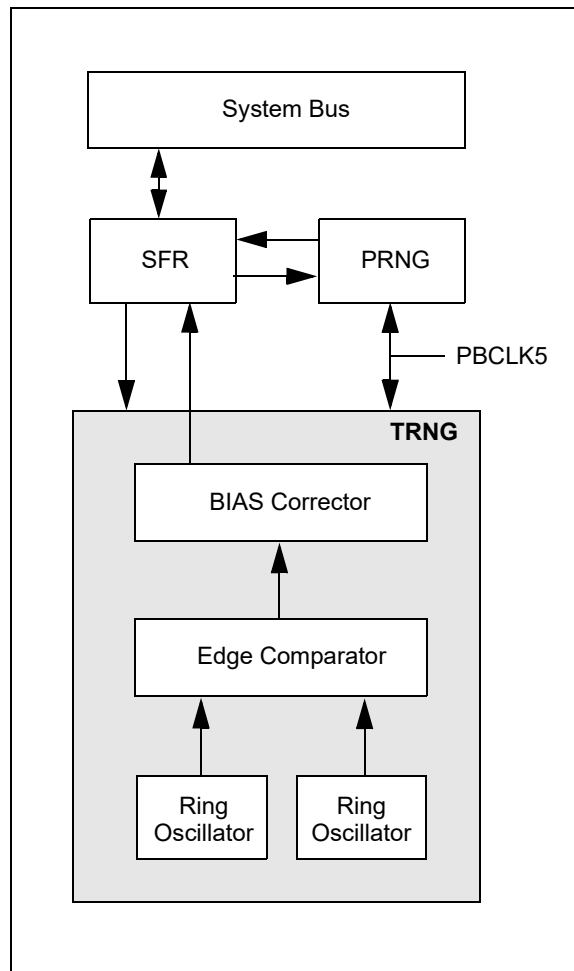 System Bus
SFR
PRNG
PBCLK5
TRNG
BIAS Corrector
Edge Comparator
Ring
Oscillator
Ring
Oscillator